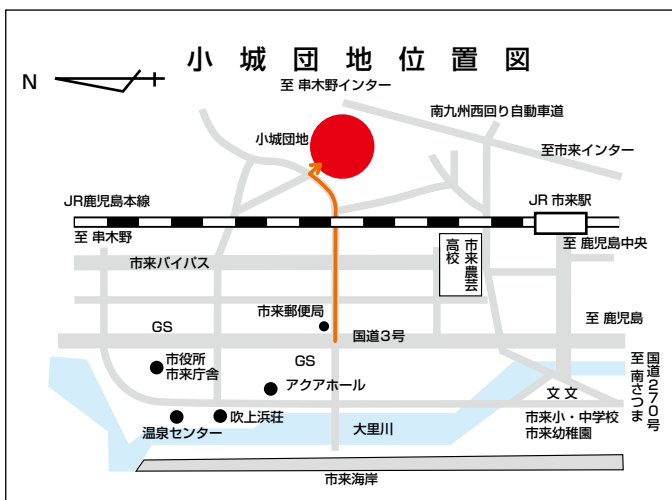 小城団地位置図
N
至 串木野インター
南九州西回り自動車道
小城団地
至市来インター
JR鹿児島本線
JR 市来駅
至 串木野
至 鹿児島中央
市来バイパス
市来農芸
高校
市来郵便局
GS
国道3号
至 鹿児島
国道270号
至 南さつま
市役所
市来庁舎
GS
アクアホール
文 文
吹上浜荘
温泉センター
大里川
市来小・中学校
市来幼稚園
市来海岸